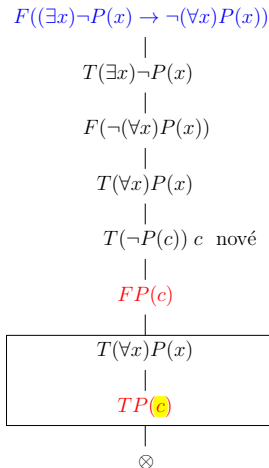 F((∃x)¬P(x) → ¬(∀x)P(x))
T(∃x)¬P(x)
F(¬(∀x)P(x))
T(∀x)P(x)
T(¬P(c)) c nové
FP(c)
T(∀x)P(x)
TP(c)
⊗